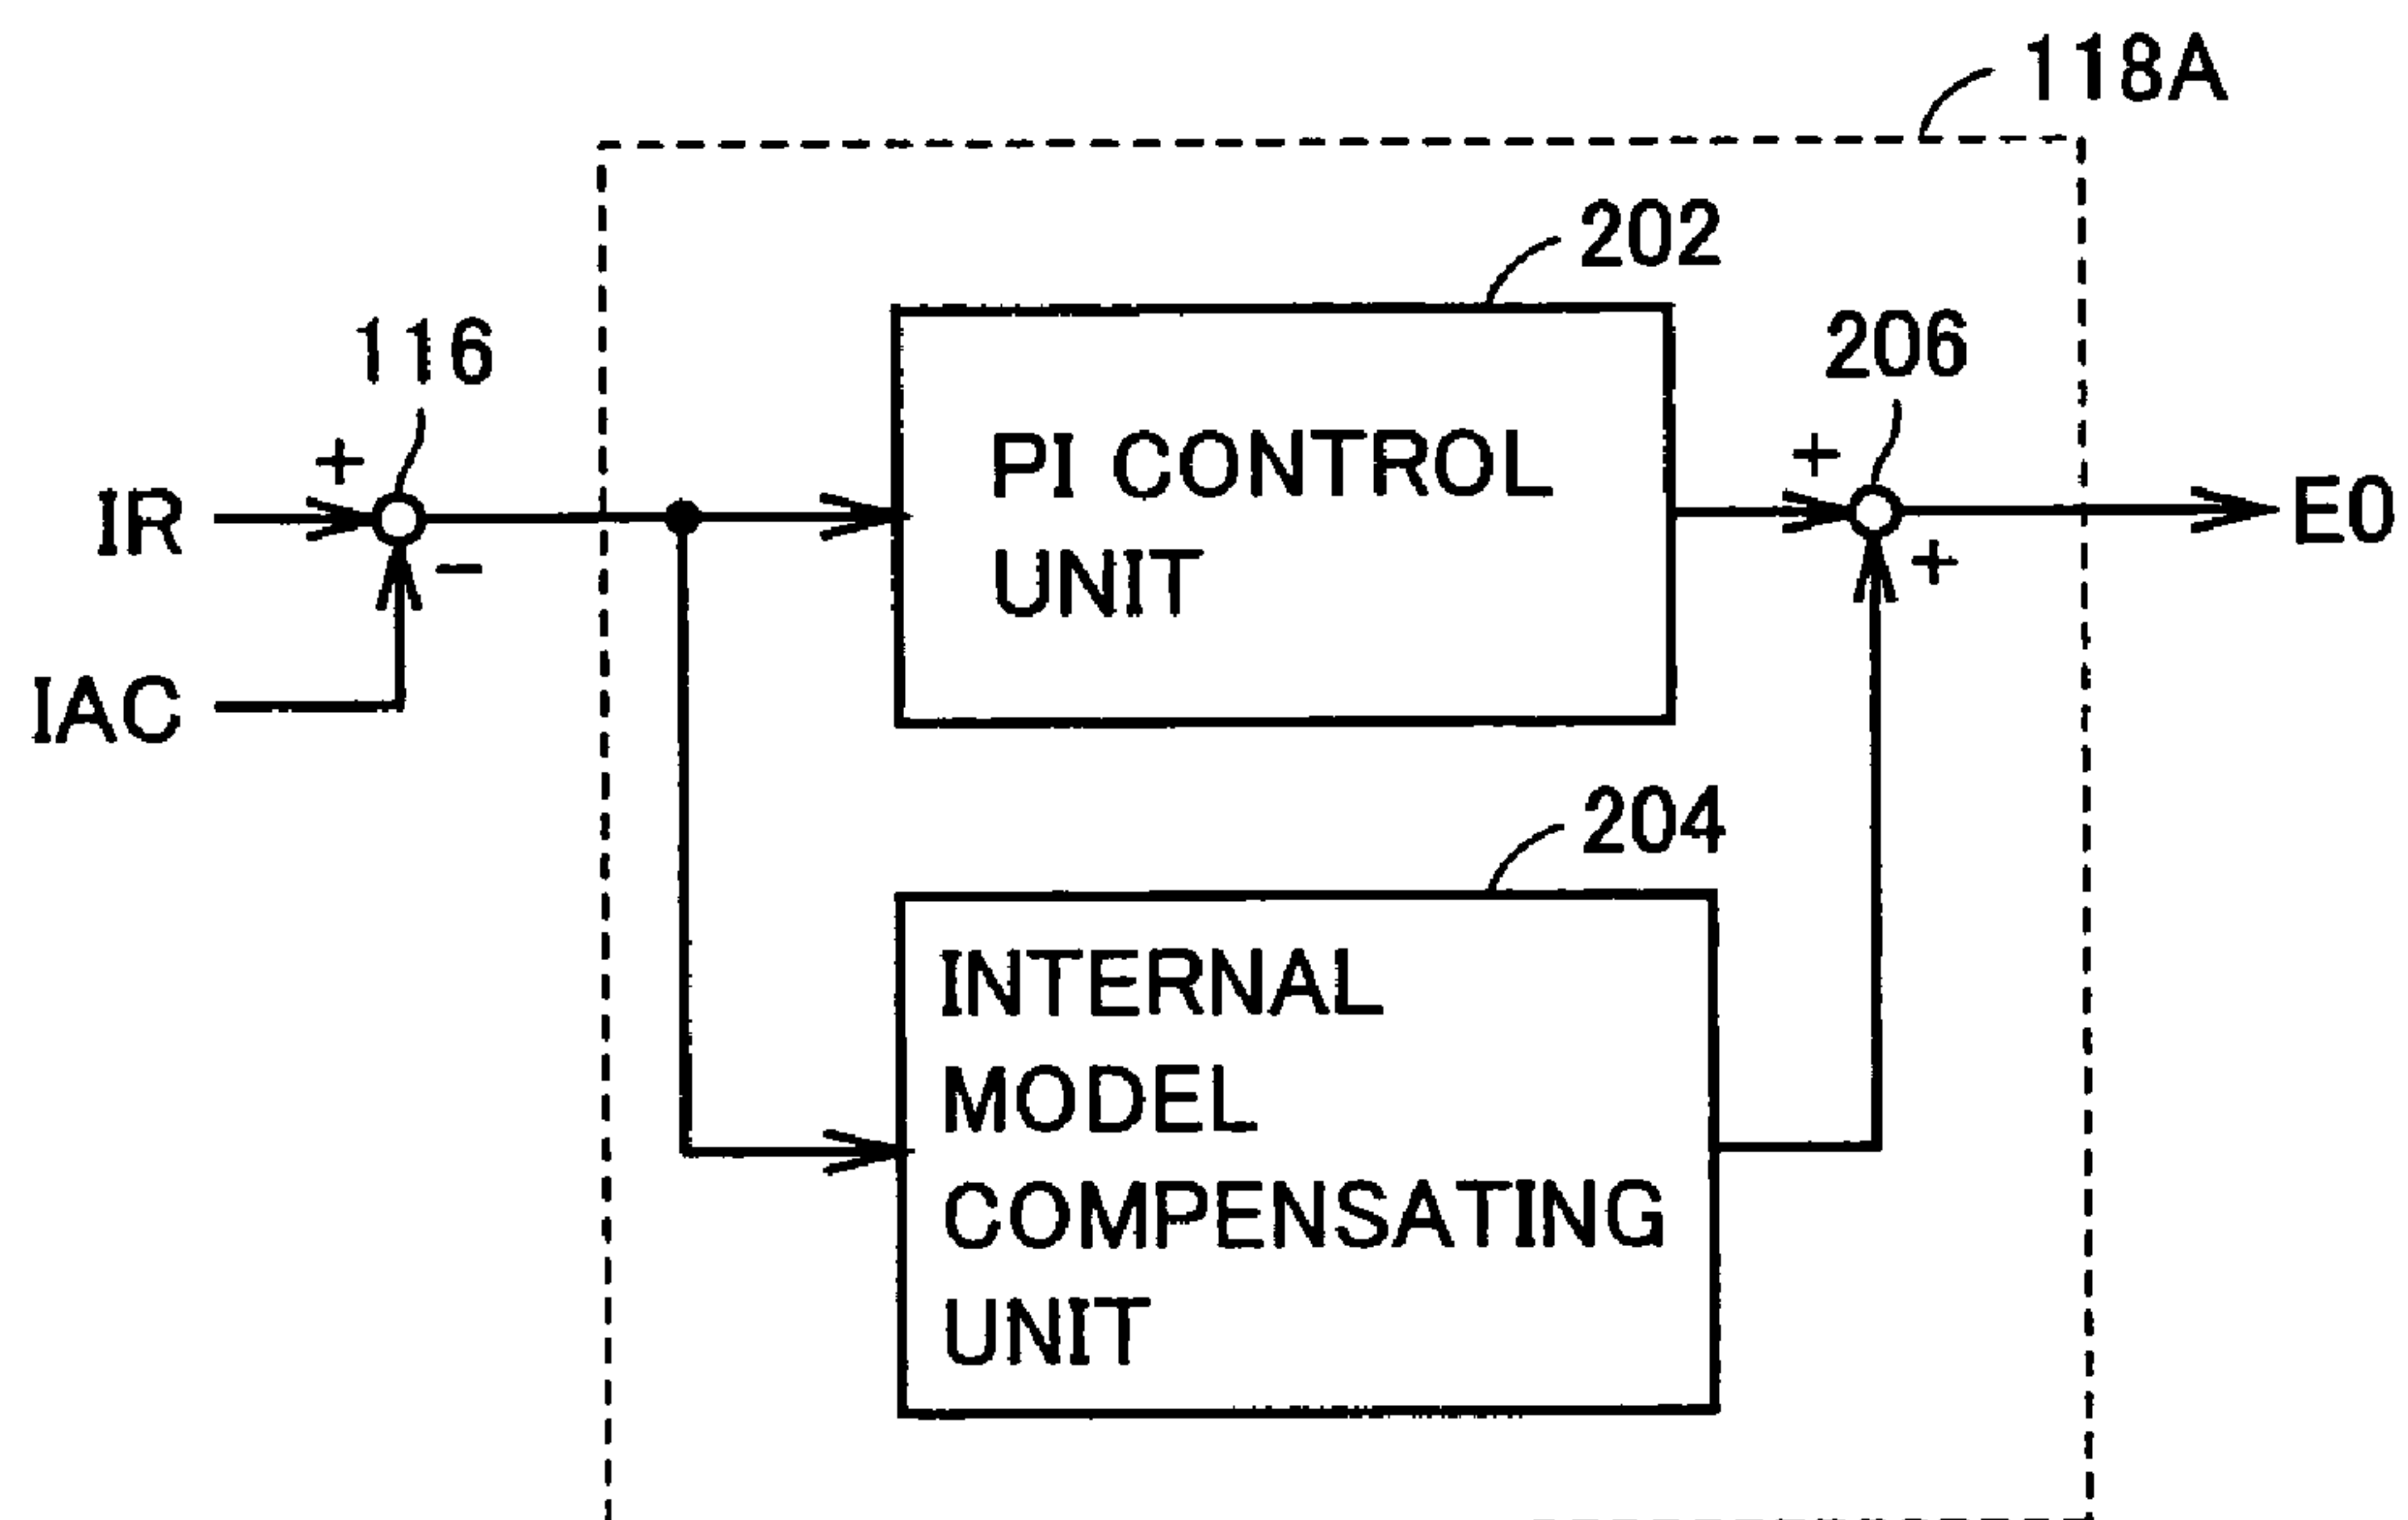 118A
202
116
206
+
+
IR
PI CONTROL
E0
−
+
UNIT
IAC
204
INTERNAL
MODEL
COMPENSATING
UNIT